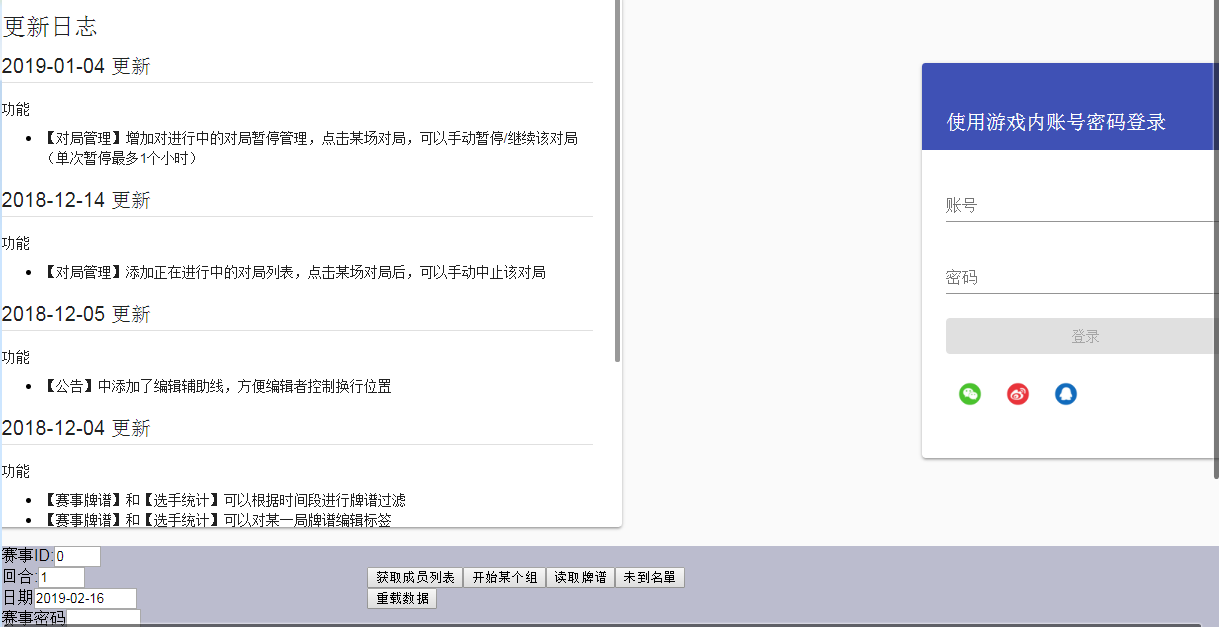 更新日志
2019-01-04 更新
功能
【对局管理】增加对进行中的对局暂停管理，点击某场对局，可以手动暂停/继续该对局
（单次暂停最多1个小时）
2018-12-14 更新
功能
【对局管理】添加正在进行中的对局列表，点击某场对局后，可以手动中止该对局
2018-12-05 更新
功能
【公告】中添加了编辑辅助线，方便编辑者控制换行位置
2018-12-04 更新
功能
【赛事牌谱】和【选手统计】可以根据时间段进行牌谱过滤
【赛事牌谱】和【选手统计】可以对某一局牌谱编辑标签
使用游戏内账号密码登录
账号
密码
登录
赛事ID:0
回合:1 获取成员列表 开始某个组 读取牌谱 未到名單
日期2019-02-16 重载数据
赛事密码